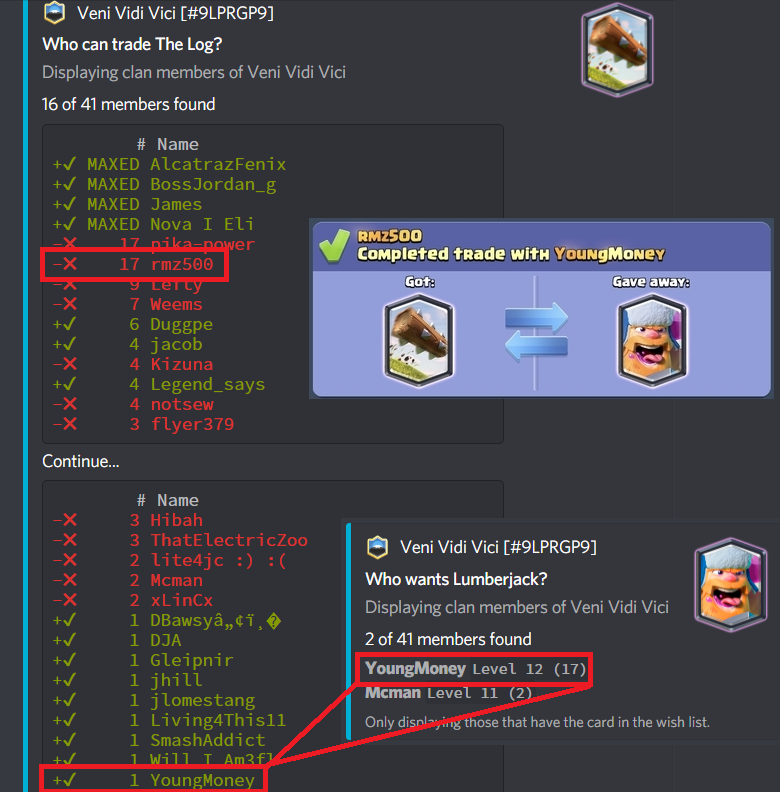 Veni Vidi Vici [#9LPRGP9]
Who can trade The Log?
Displaying clan members of Veni Vidi Vici
16 of 41 members found
# Name
+✓ MAXED AlcatrazFenix
+✓ MAXED BossJordan_g
+✓ MAXED James
+✓ MAXED Nova I Eli
-✕ 17 pika-power
-✕ 17 rmz500
-✕ 9 Lefty
-✕ 7 Weems
+✓ 6 Duggpe
+✓ 4 jacob
-✕ 4 Kizuna
+✓ 4 Legend_says
-✕ 4 notsew
-✕ 3 flyer379
rmz500
Completed trade with YoungMoney
Got:
Gave away:
Continue...
# Name
-✕ 3 Hibah
-✕ 3 ThatElectricZoo
-✕ 2 lite4jc :) :(
-✕ 2 Mcman
-✕ 2 xLinCx
+✓ 1 DBawsyâ„¢ï¸�
+✓ 1 DJA
+✓ 1 Gleipnir
+✓ 1 jhill
+✓ 1 jlomestang
+✓ 1 Living4This11
+✓ 1 SmashAddict
+✓ 1 Will I Am3fl
+✓ 1 YoungMoney
Veni Vidi Vici [#9LPRGP9]
Who wants Lumberjack?
Displaying clan members of Veni Vidi Vici
2 of 41 members found
YoungMoney Level 12 (17)
Mcman Level 11 (2)
Only displaying those that have the card in the wish list.